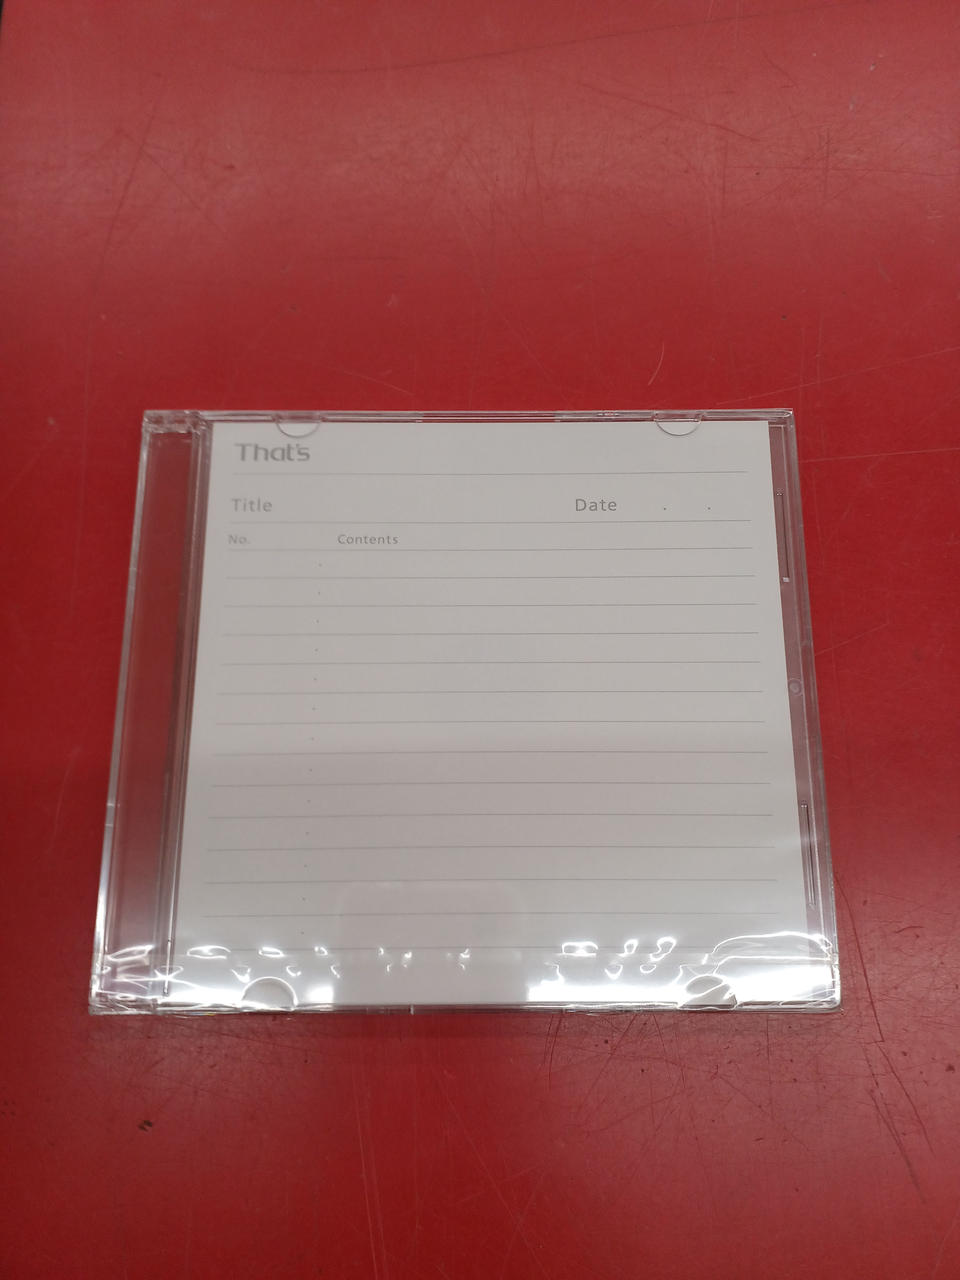 That's
Title Date . .
No. Contents